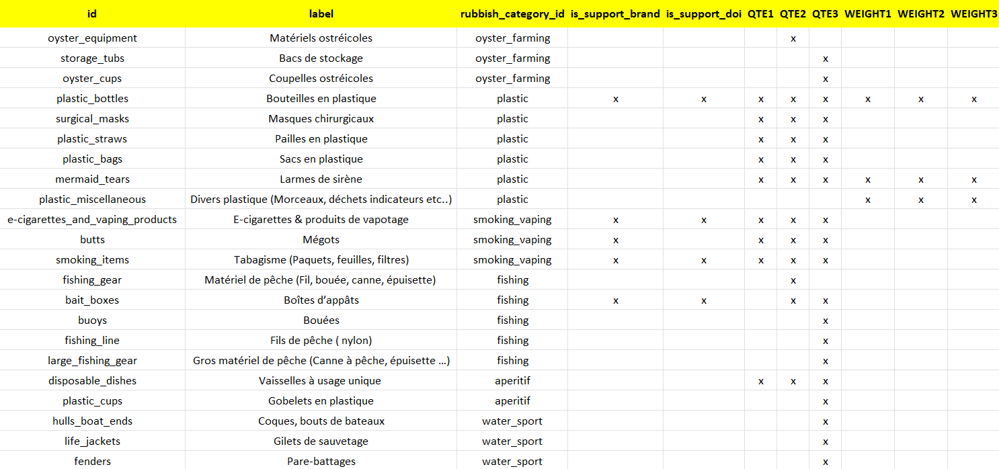 id label rubbish_category_id is_support_brand is_support_doi QTE1 QTE2 QTE3 WEIGHT1 WEIGHT2 WEIGHT3
oyster_equipment Matériels ostréicoles oyster_farming x
storage_tubs Bacs de stockage oyster_farming x
oyster_cups Coupelles ostréicoles oyster_farming x
plastic_bottles Bouteilles en plastique plastic x x x x x x x x
surgical_masks Masques chirurgicaux plastic x x x
plastic_straws Pailles en plastique plastic x x x
plastic_bags Sacs en plastique plastic x x x
mermaid_tears Larmes de sirène plastic x x x x x x
plastic_miscellaneous Divers plastique (Morceaux, déchets indicateurs etc..) plastic x x x
e-cigarettes_and_vaping_products E-cigarettes & produits de vapotage smoking_vaping x x x x x
butts Mégots smoking_vaping x x x x
smoking_items Tabagisme (Paquets, feuilles, filtres) smoking_vaping x x x x x
fishing_gear Matériel de pêche (Fil, bouée, canne, épuisette) fishing x
bait_boxes Boîtes d’appâts fishing x x x x
buoys Bouées fishing x
fishing_line Fils de pêche ( nylon) fishing x
large_fishing_gear Gros matériel de pêche (Canne à pêche, épuisette …) fishing x
disposable_dishes Vaisselles à usage unique aperitif x x x
plastic_cups Gobelets en plastique aperitif x
hulls_boat_ends Coques, bouts de bateaux water_sport x
life_jackets Gilets de sauvetage water_sport x
fenders Pare-battages water_sport x